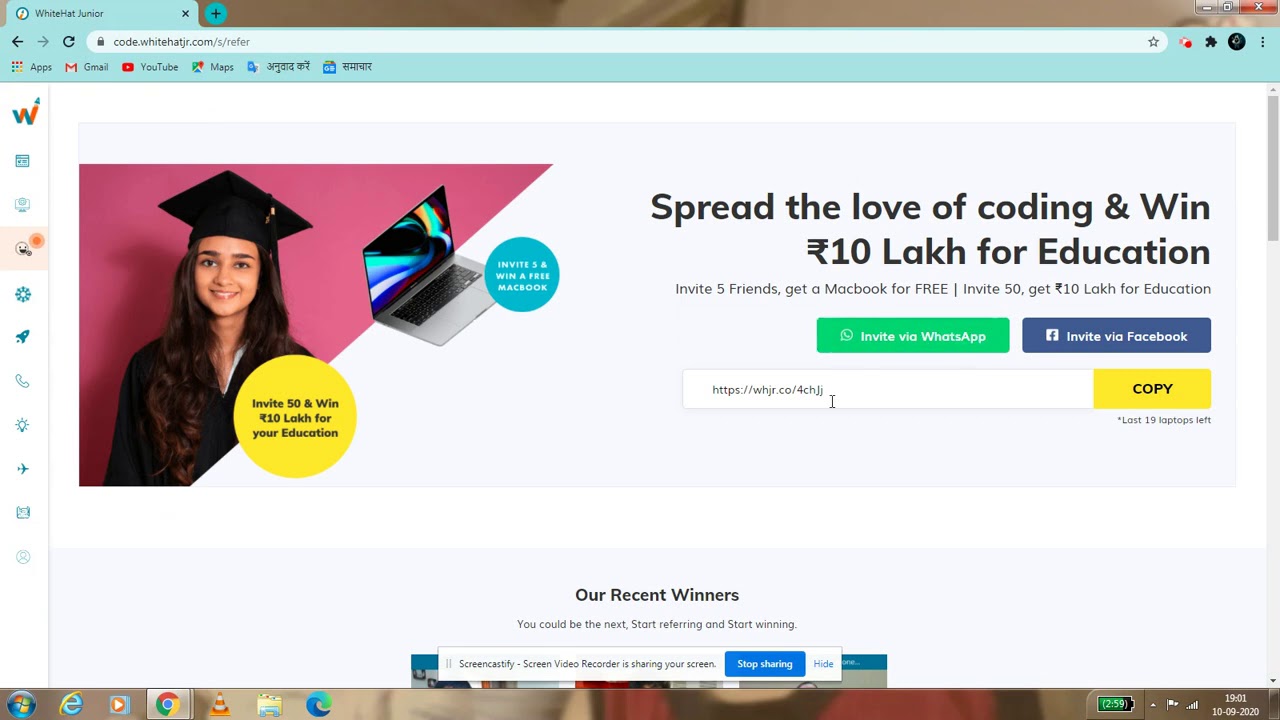 WhiteHat Junior
code.whitehatjr.com/s/refer
Apps Gmail YouTube Maps अनुवाद करें समाचार
Spread the love of coding & Win
₹10 Lakh for Education
Invite 5 Friends, get a Macbook for FREE | Invite 50, get ₹10 Lakh for Education
INVITE 5 &
WIN A FREE
MACBOOK
Invite via WhatsApp Invite via Facebook
https://whjr.co/4chJj COPY
*Last 19 laptops left
Invite 50 & Win
₹10 Lakh for
your Education
Our Recent Winners
You could be the next, Start referring and Start winning.
Screencastify - Screen Video Recorder is sharing your screen. Stop sharing Hide
(2:59) 19:01
10-09-2020